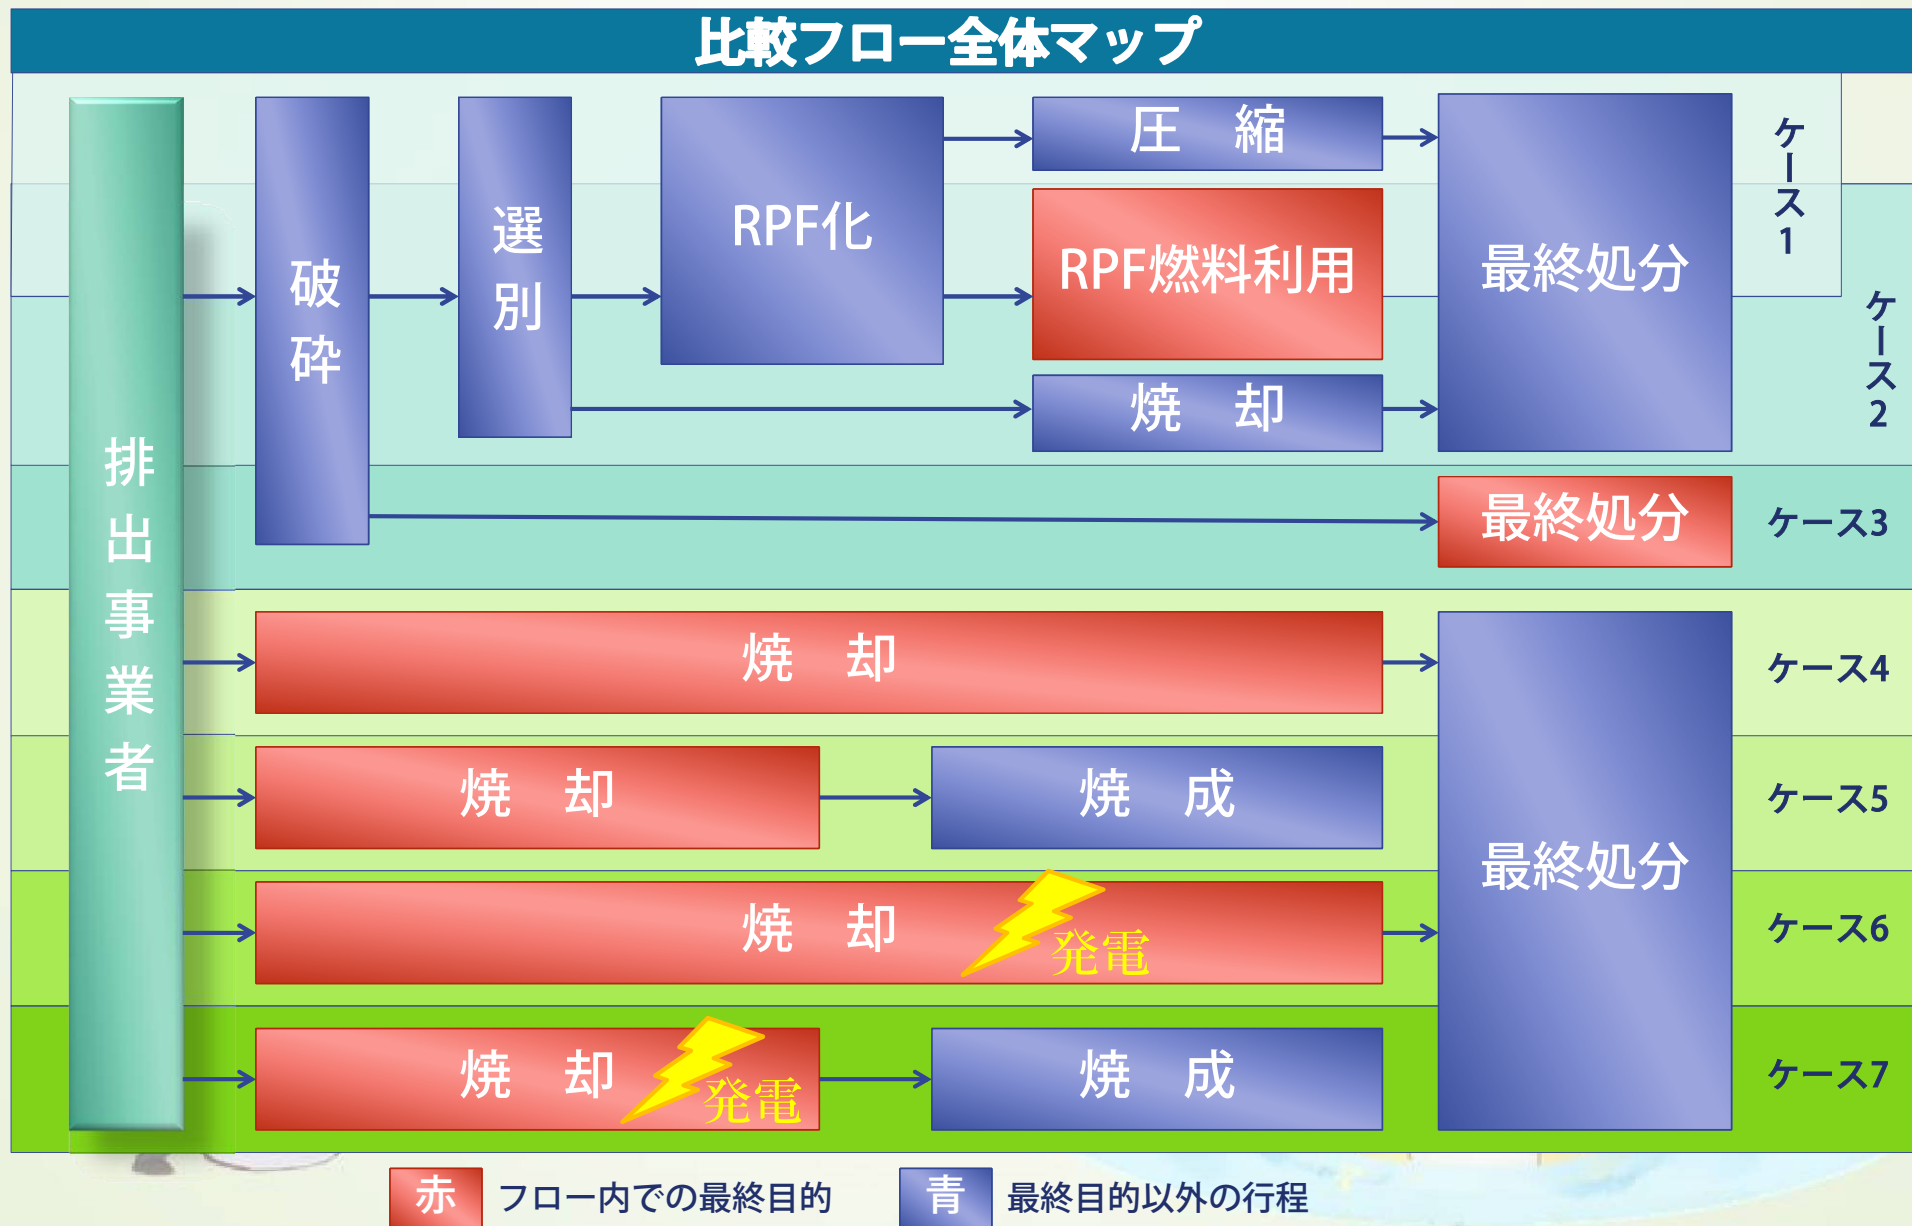 比較フロー全体マップ
排出事業者
破砕
選別
RPF化
圧　縮
RPF燃料利用
焼　却
最終処分
ケース1
ケース2
最終処分
ケース3
焼　却
ケース4
焼　却
焼　成
ケース5
最終処分
焼　却
発電
ケース6
焼　却
発電
焼　成
ケース7
赤
フロー内での最終目的
青
最終目的以外の行程